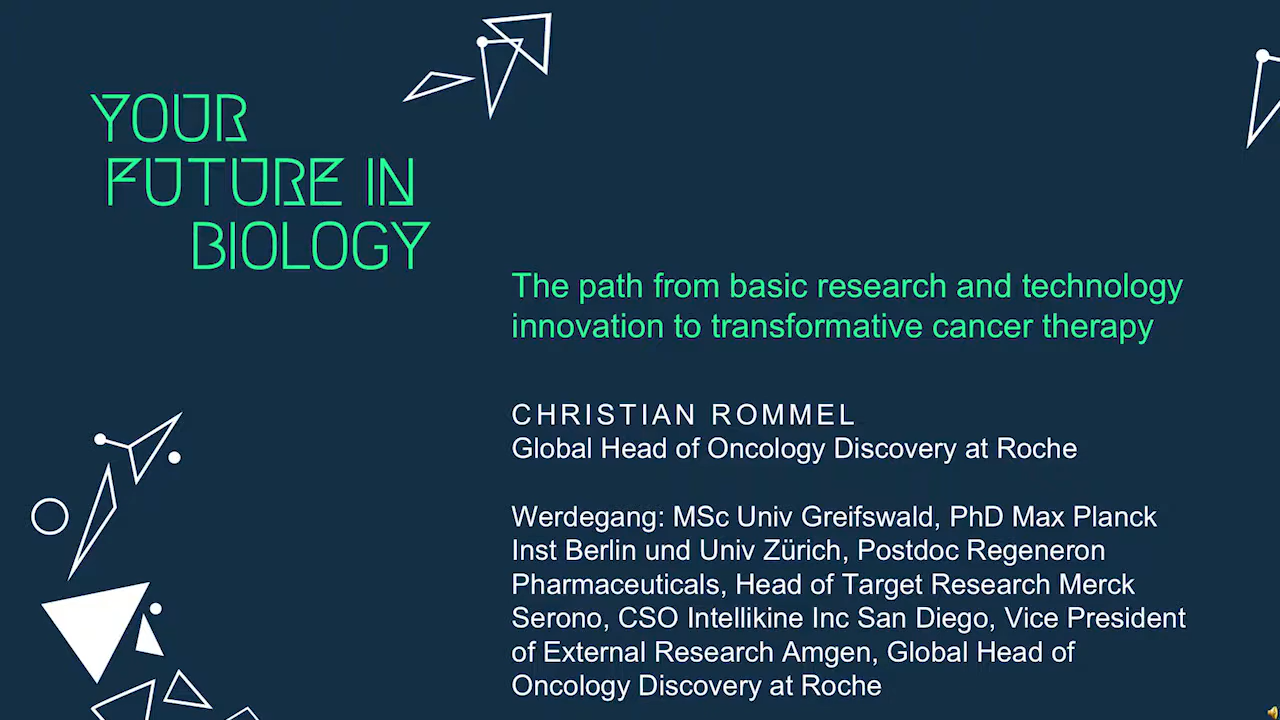 YOUR
FUTURE IN
BIOLOGY
The path from basic research and technology
innovation to transformative cancer therapy
CHRISTIAN ROMMEL
Global Head of Oncology Discovery at Roche
Werdegang: MSc Univ Greifswald, PhD Max Planck
Inst Berlin und Univ Zürich, Postdoc Regeneron
Pharmaceuticals, Head of Target Research Merck
Serono, CSO Intellikine Inc San Diego, Vice President
of External Research Amgen, Global Head of
Oncology Discovery at Roche